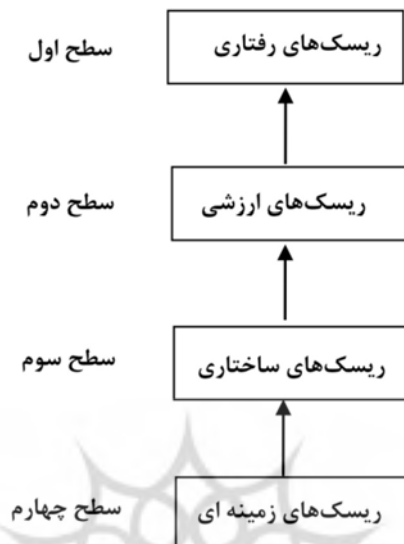 ریسک‌های رفتاری سطح اول
ریسک‌های ارزشی سطح دوم
ریسک‌های ساختاری سطح سوم
ریسک‌های زمینه ای سطح چهارم